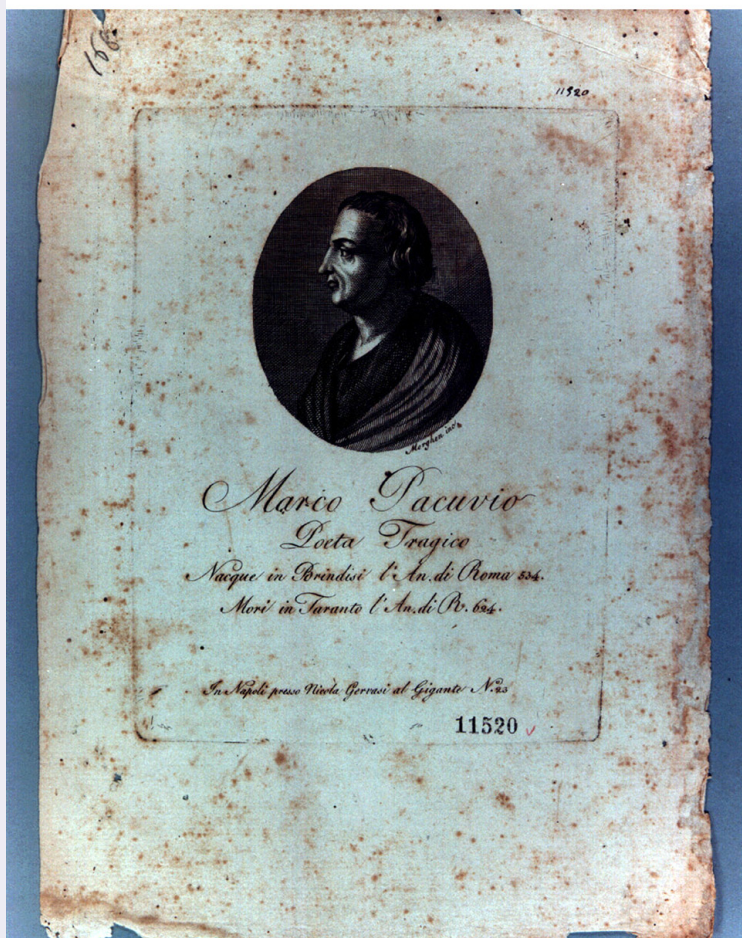 168
11520
Morghen inc.
Marco Pacuvio
Poeta Tragico
Nacque in Brindisi l'An. di Roma 534.
Morì in Taranto l'An. di R. 624.
In Napoli presso Nicola Gervasi al Gigante N.º 23
11520